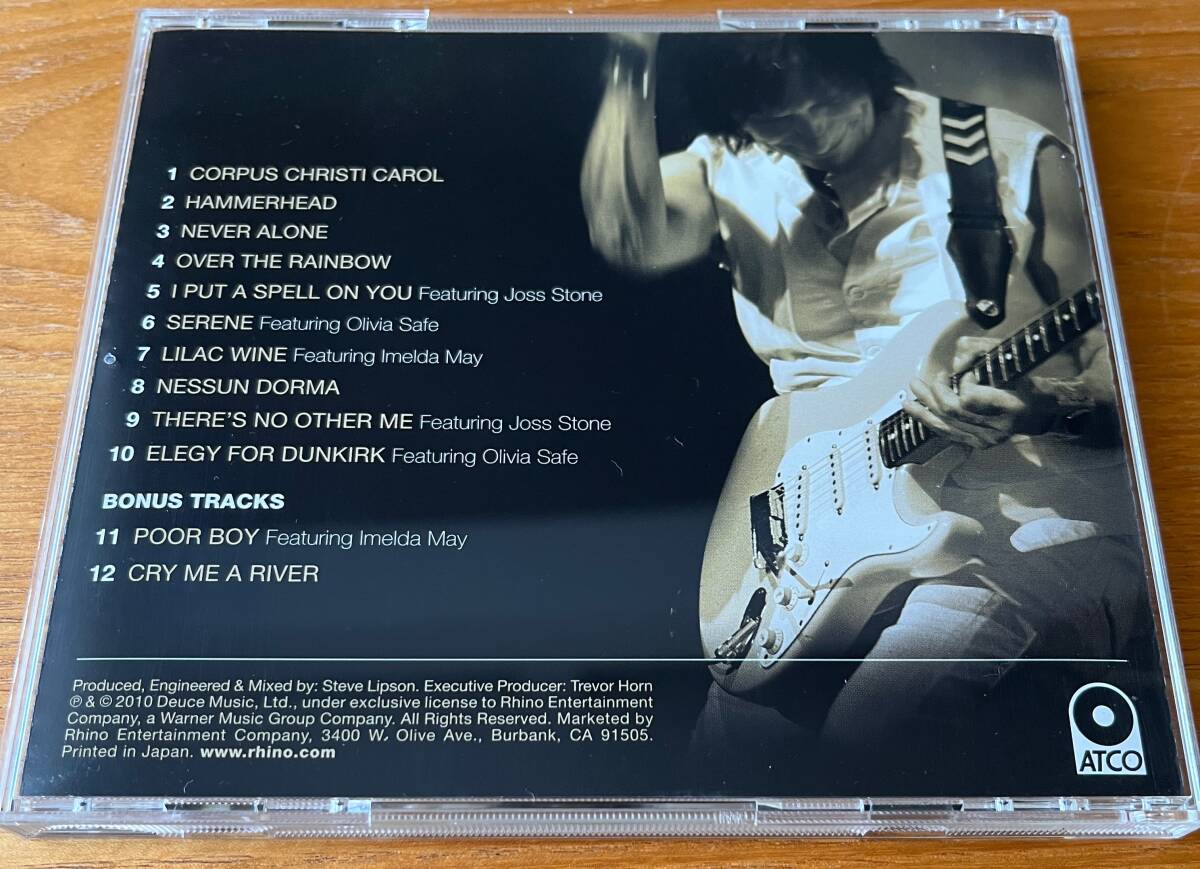 1 CORPUS CHRISTI CAROL
2 HAMMERHEAD
3 NEVER ALONE
4 OVER THE RAINBOW
5 I PUT A SPELL ON YOU Featuring Joss Stone
6 SERENE Featuring Olivia Safe
7 LILAC WINE Featuring Imelda May
8 NESSUN DORMA
9 THERE'S NO OTHER ME Featuring Joss Stone
10 ELEGY FOR DUNKIRK Featuring Olivia Safe
BONUS TRACKS
11 POOR BOY Featuring Imelda May
12 CRY ME A RIVER
Produced, Engineered & Mixed by: Steve Lipson. Executive Producer: Trevor Horn
℗ & © 2010 Deuce Music, Ltd., under exclusive license to Rhino Entertainment
Company, a Warner Music Group Company. All Rights Reserved. Marketed by
Rhino Entertainment Company, 3400 W. Olive Ave., Burbank, CA 91505.
Printed in Japan. www.rhino.com
ATCO